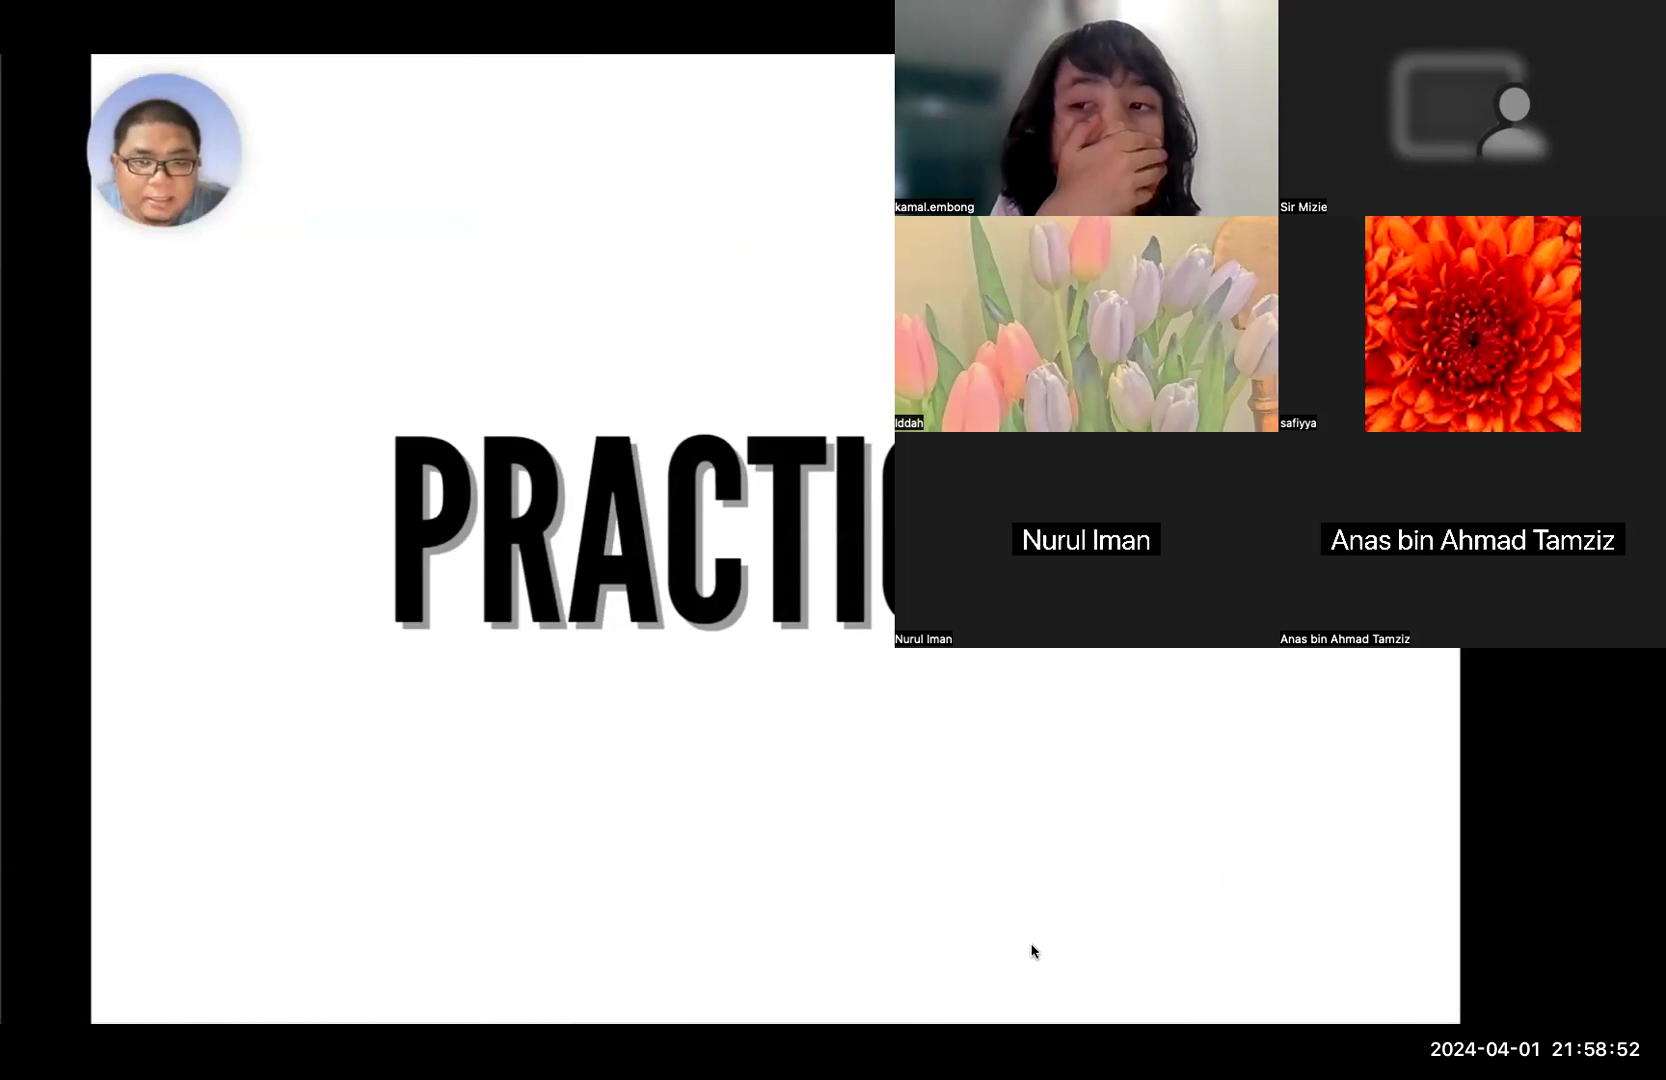 kamal.embong
Sir Mizie
Iddah
safiyya
PRACTI
Nurul Iman
Anas bin Ahmad Tamziz
Nurul Iman
Anas bin Ahmad Tamziz
2024-04-01 21:58:52